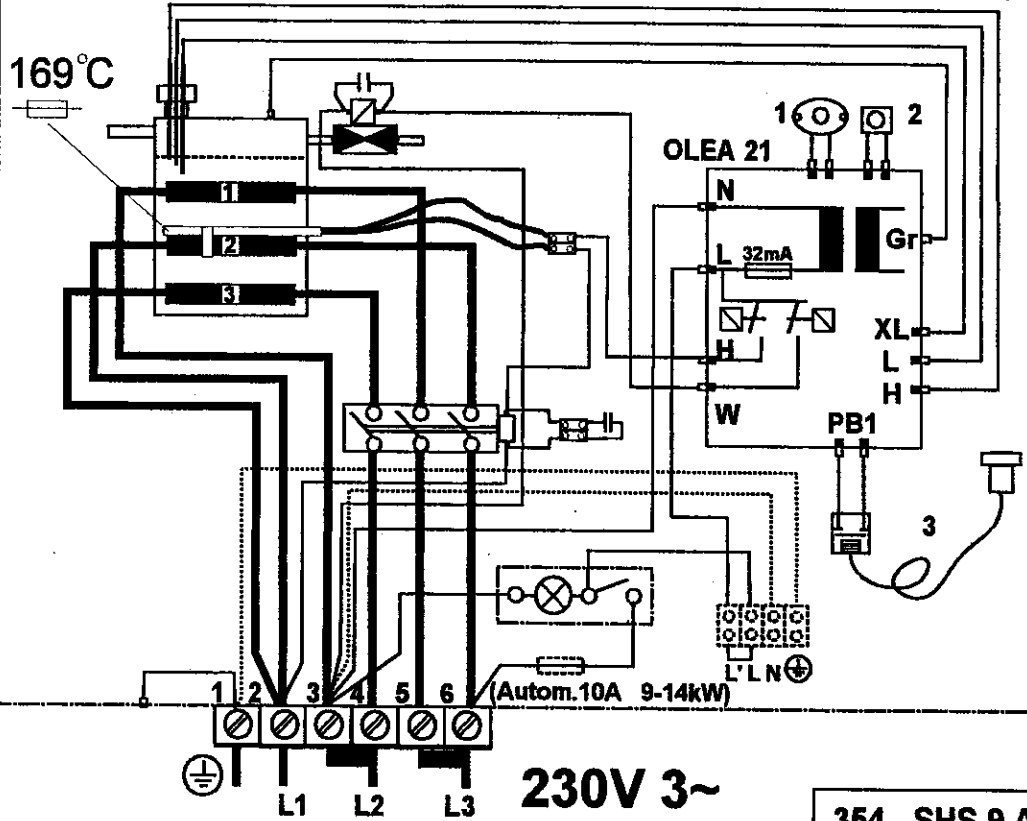 169°C
1 2
OLEA 21
N
1
L 32mA Gr
2
3
XL
H L
H
W
PB1
3
L' L N
1 2 3 4 5 6 (Autom.10A 9-14kW)
L1 L2 L3 230V 3~